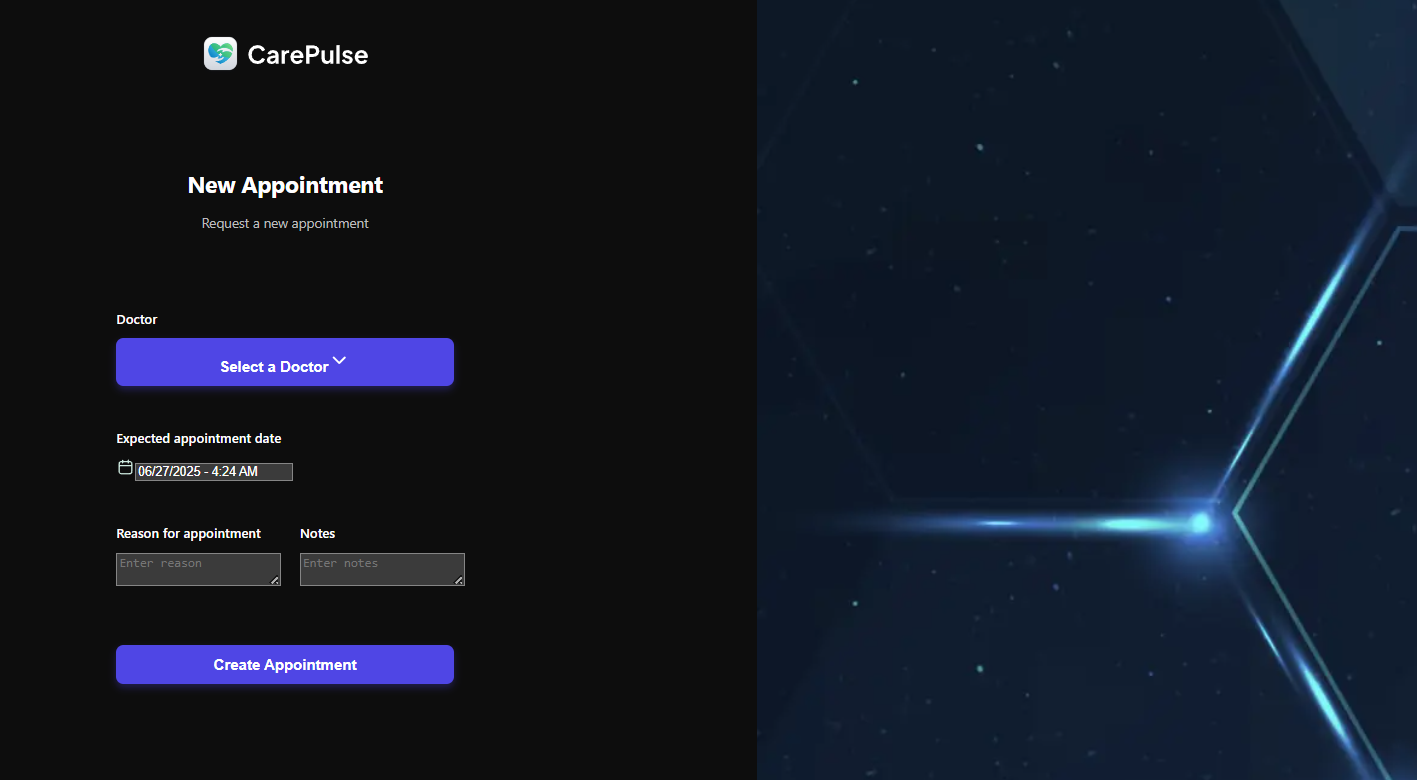 CarePulse
New Appointment
Request a new appointment
Doctor
Select a Doctor
Expected appointment date
06/27/2025 - 4:24 AM
Reason for appointment Notes
Enter reason Enter notes
Create Appointment